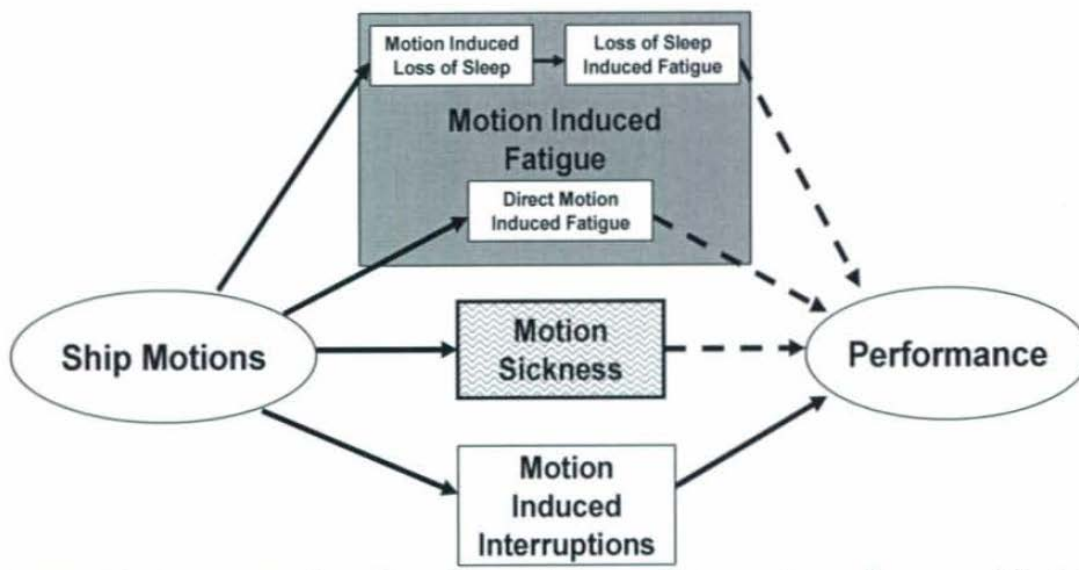 Motion Induced
Loss of Sleep
Loss of Sleep
Induced Fatigue
Motion Induced
Fatigue
Direct Motion
Induced Fatigue
Ship Motions
Motion
Sickness
Performance
Motion
Induced
Interruptions